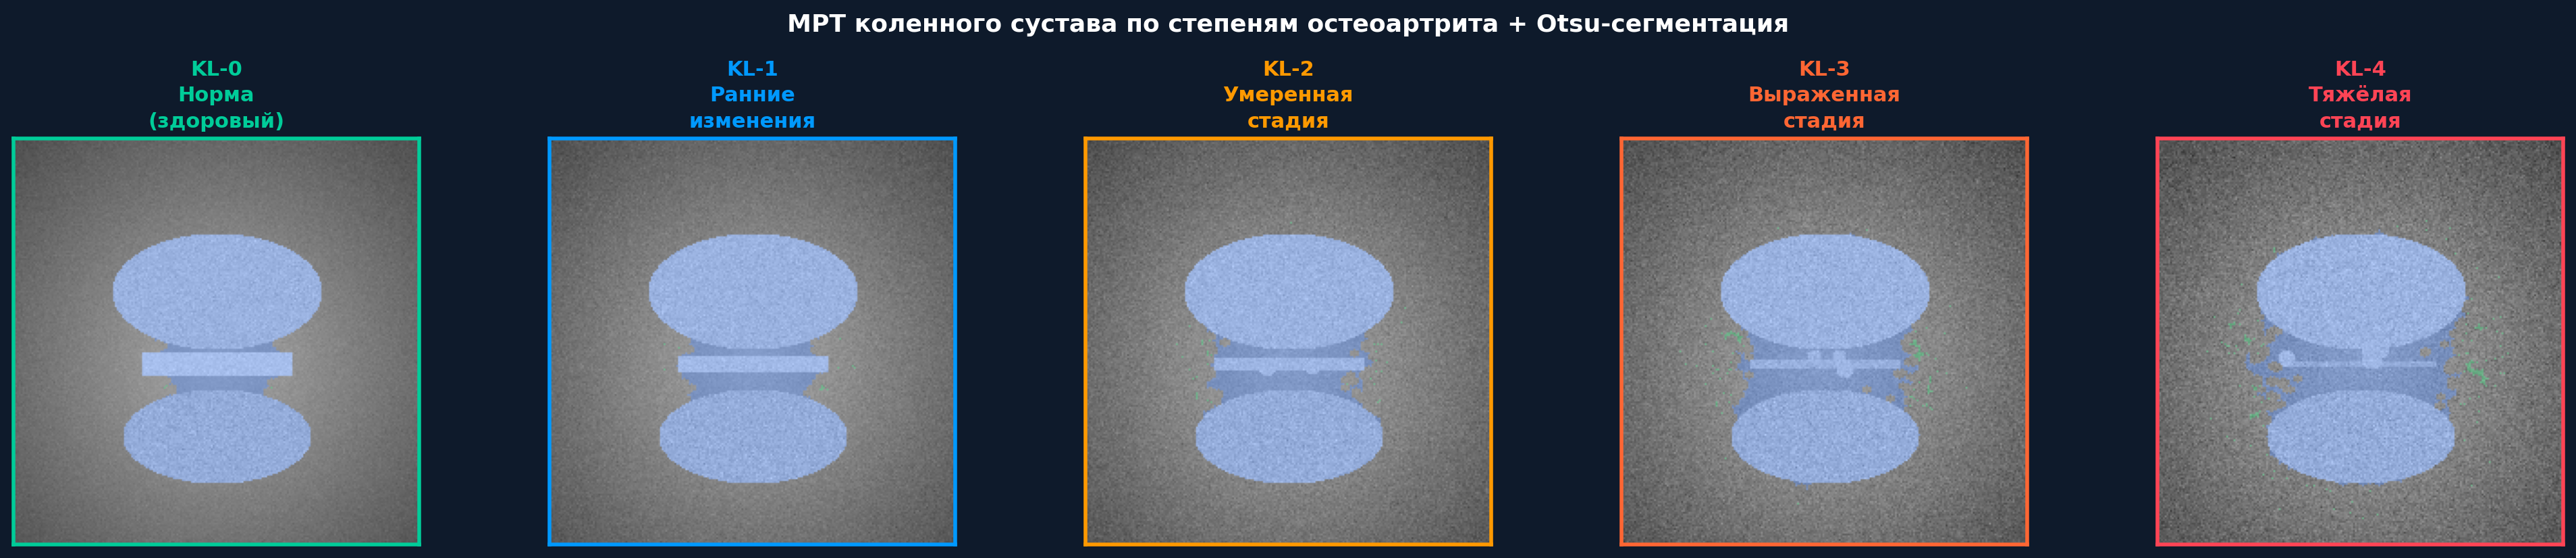 МРТ коленного сустава по степеням остеоартрита + Otsu-сегментация
KL-0
Норма
(здоровый)
KL-1
Ранние
изменения
KL-2
Умеренная
стадия
KL-3
Выраженная
стадия
KL-4
Тяжёлая
стадия